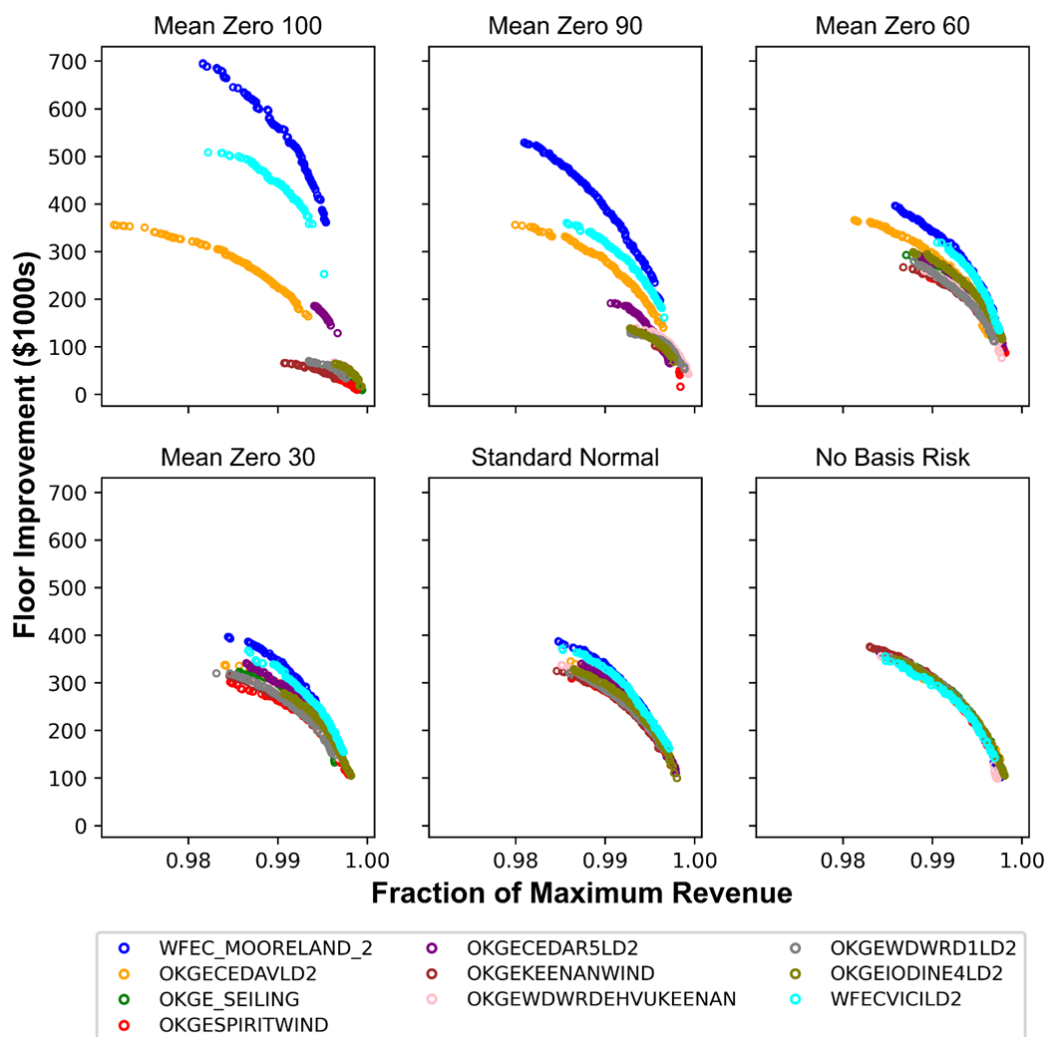 Mean Zero 100
Mean Zero 90
Mean Zero 60
700
600
500
400
300
200
100
0
Mean Zero 30
Standard Normal
No Basis Risk
700
600
500
400
300
200
100
0
0.98
0.99
1.00
0.98
0.99
1.00
0.98
0.99
1.00
Floor Improvement ($1000s)
Fraction of Maximum Revenue
WFEC_MOORELAND_2
OKGECEDAVLD2
OKGE_SEILING
OKGESPIRITWIND
OKGECEDAR5LD2
OKGEKEENANWIND
OKGEWDWRDEHVUKEENAN
OKGEWDWRD1LD2
OKGEIODINE4LD2
WFECVICILD2